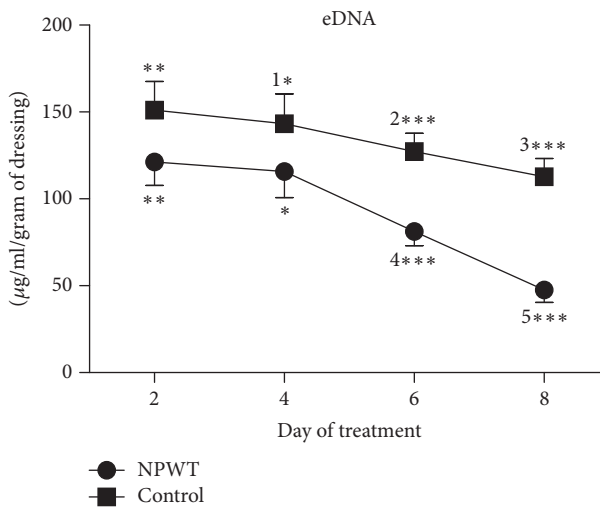 eDNA
200
150
100
50
0
(µg/ml/gram of dressing)
**
1*
2***
3***
**
*
4***
5***
2 4 6 8
Day of treatment
NPWT
Control